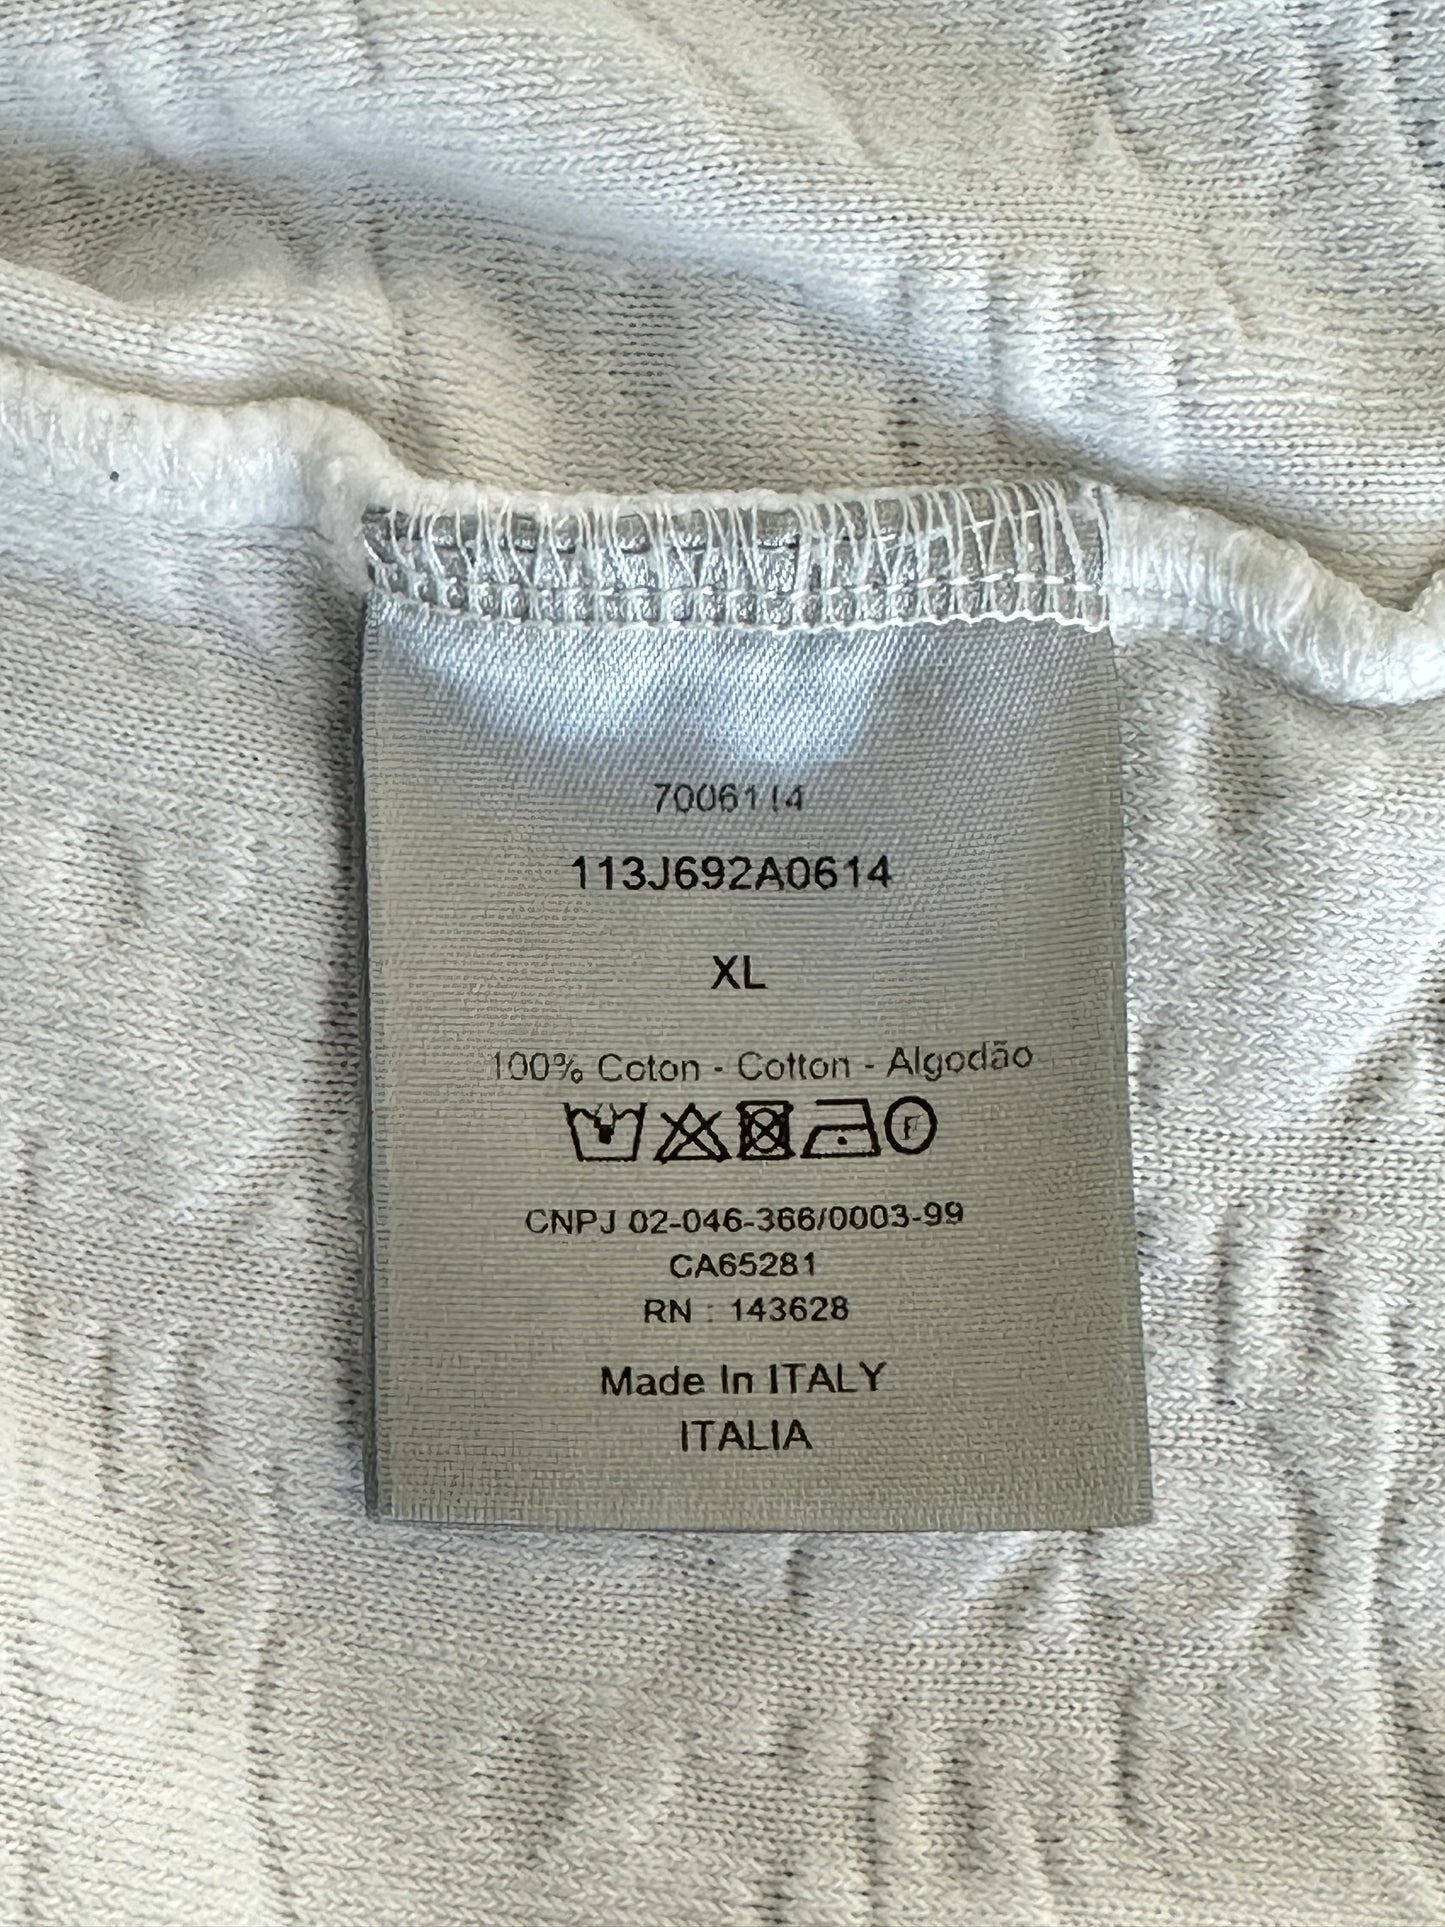 7006114
113J692A0614
XL
100% Coton - Cotton - Algodão
F
CNPJ 02-046-366/0003-99
CA65281
RN : 143628
Made In ITALY
ITALIA